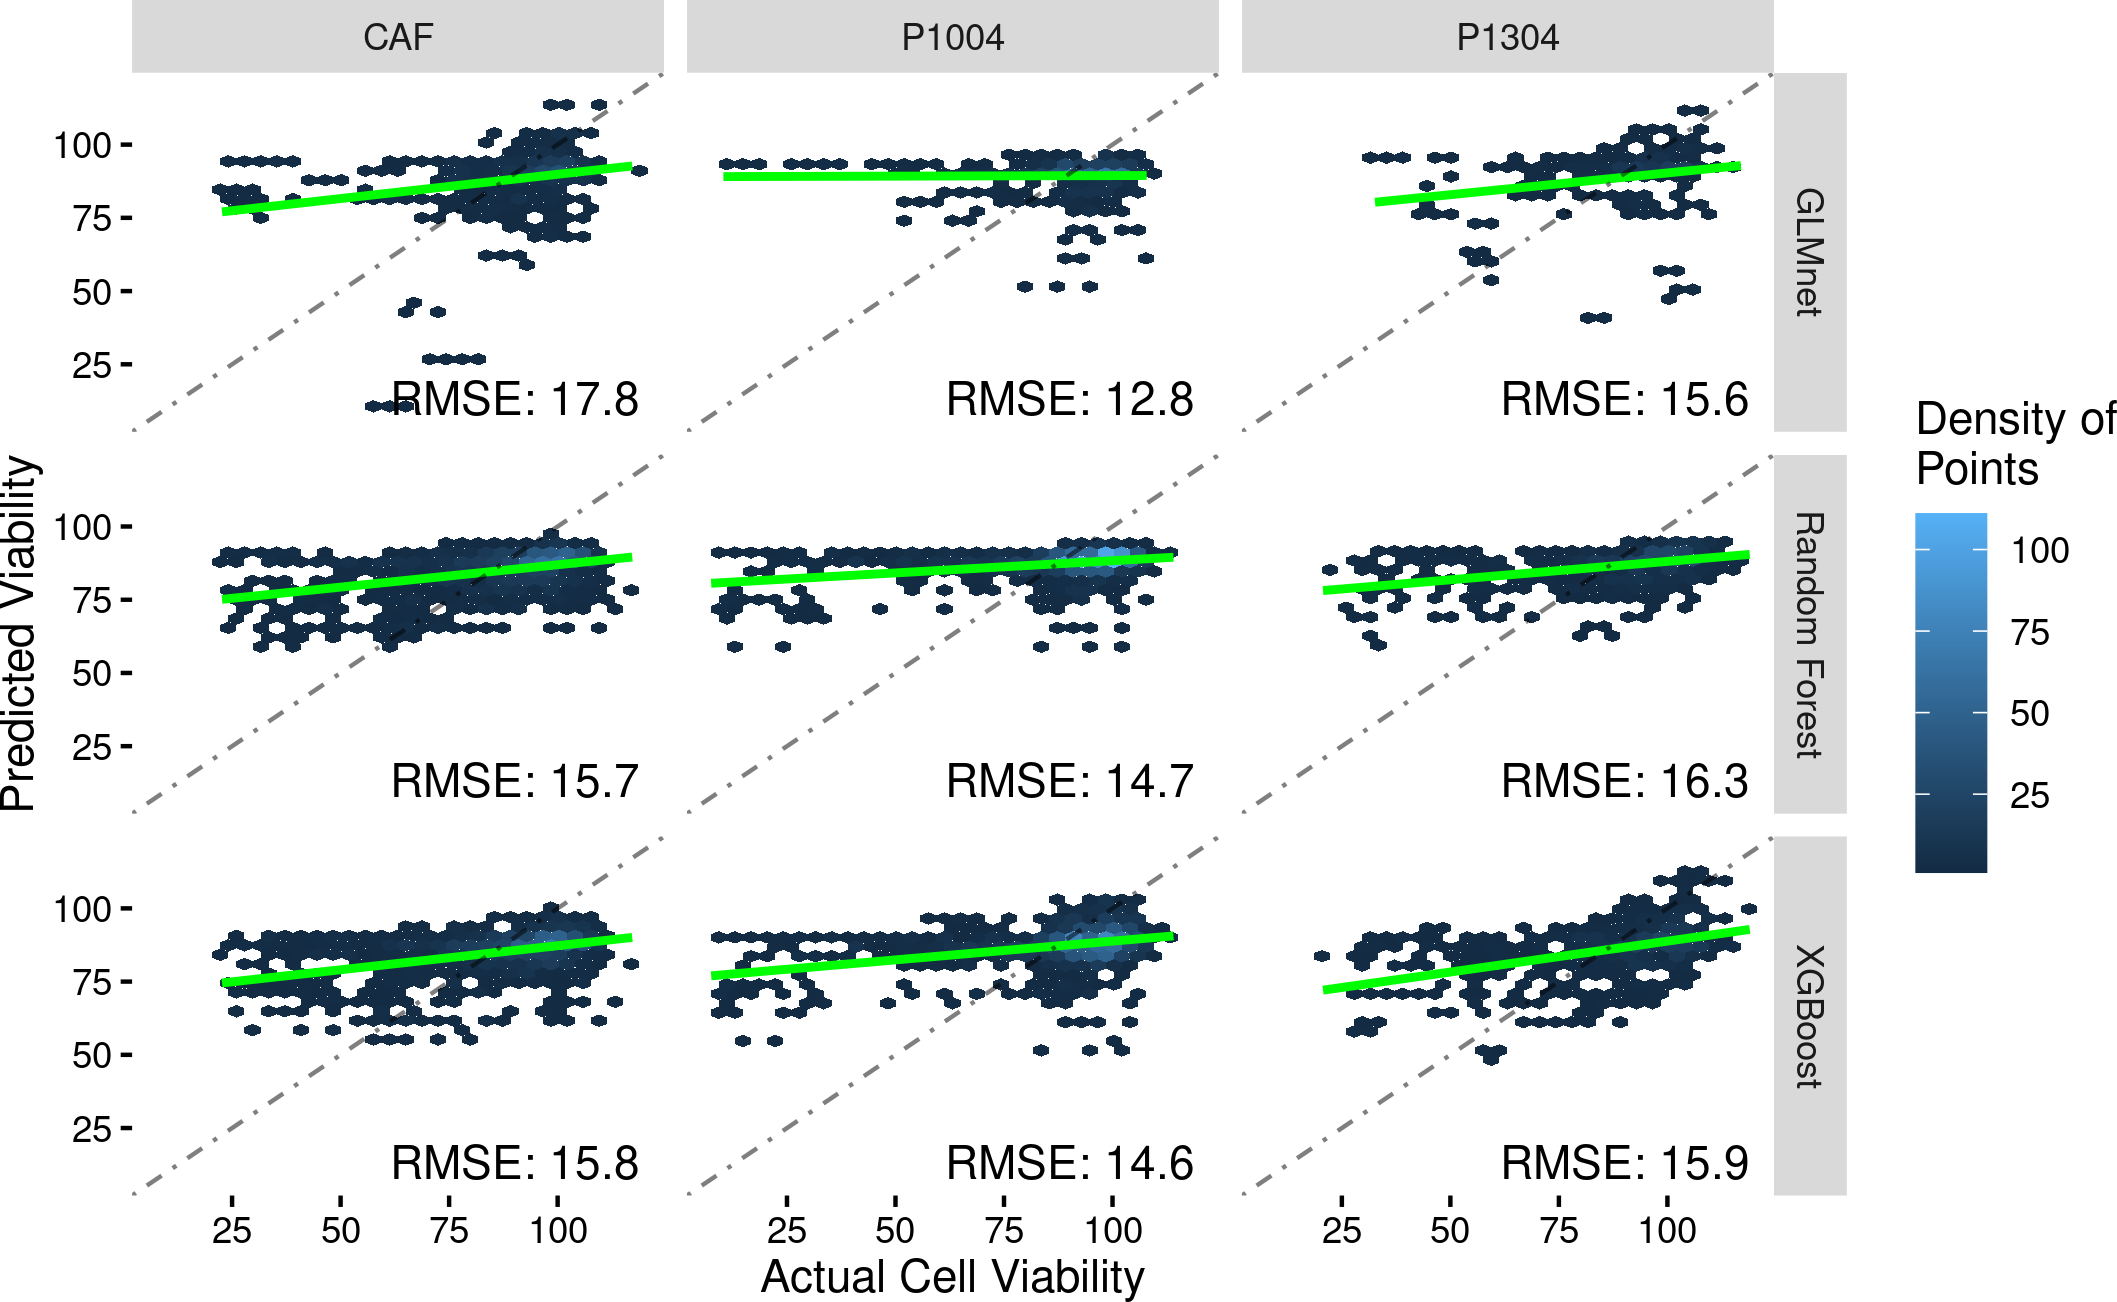 CAF
P1004
P1304
100
75
50
25
RMSE: 17.8
RMSE: 12.8
RMSE: 15.6
GLMnet
100
75
50
25
RMSE: 15.7
RMSE: 14.7
RMSE: 16.3
Random Forest
100
75
50
25
RMSE: 15.8
RMSE: 14.6
RMSE: 15.9
XGBoost
25 50 75 100
25 50 75 100
25 50 75 100
Actual Cell Viability
Predicted Viability
Density of
Points
100
75
50
25